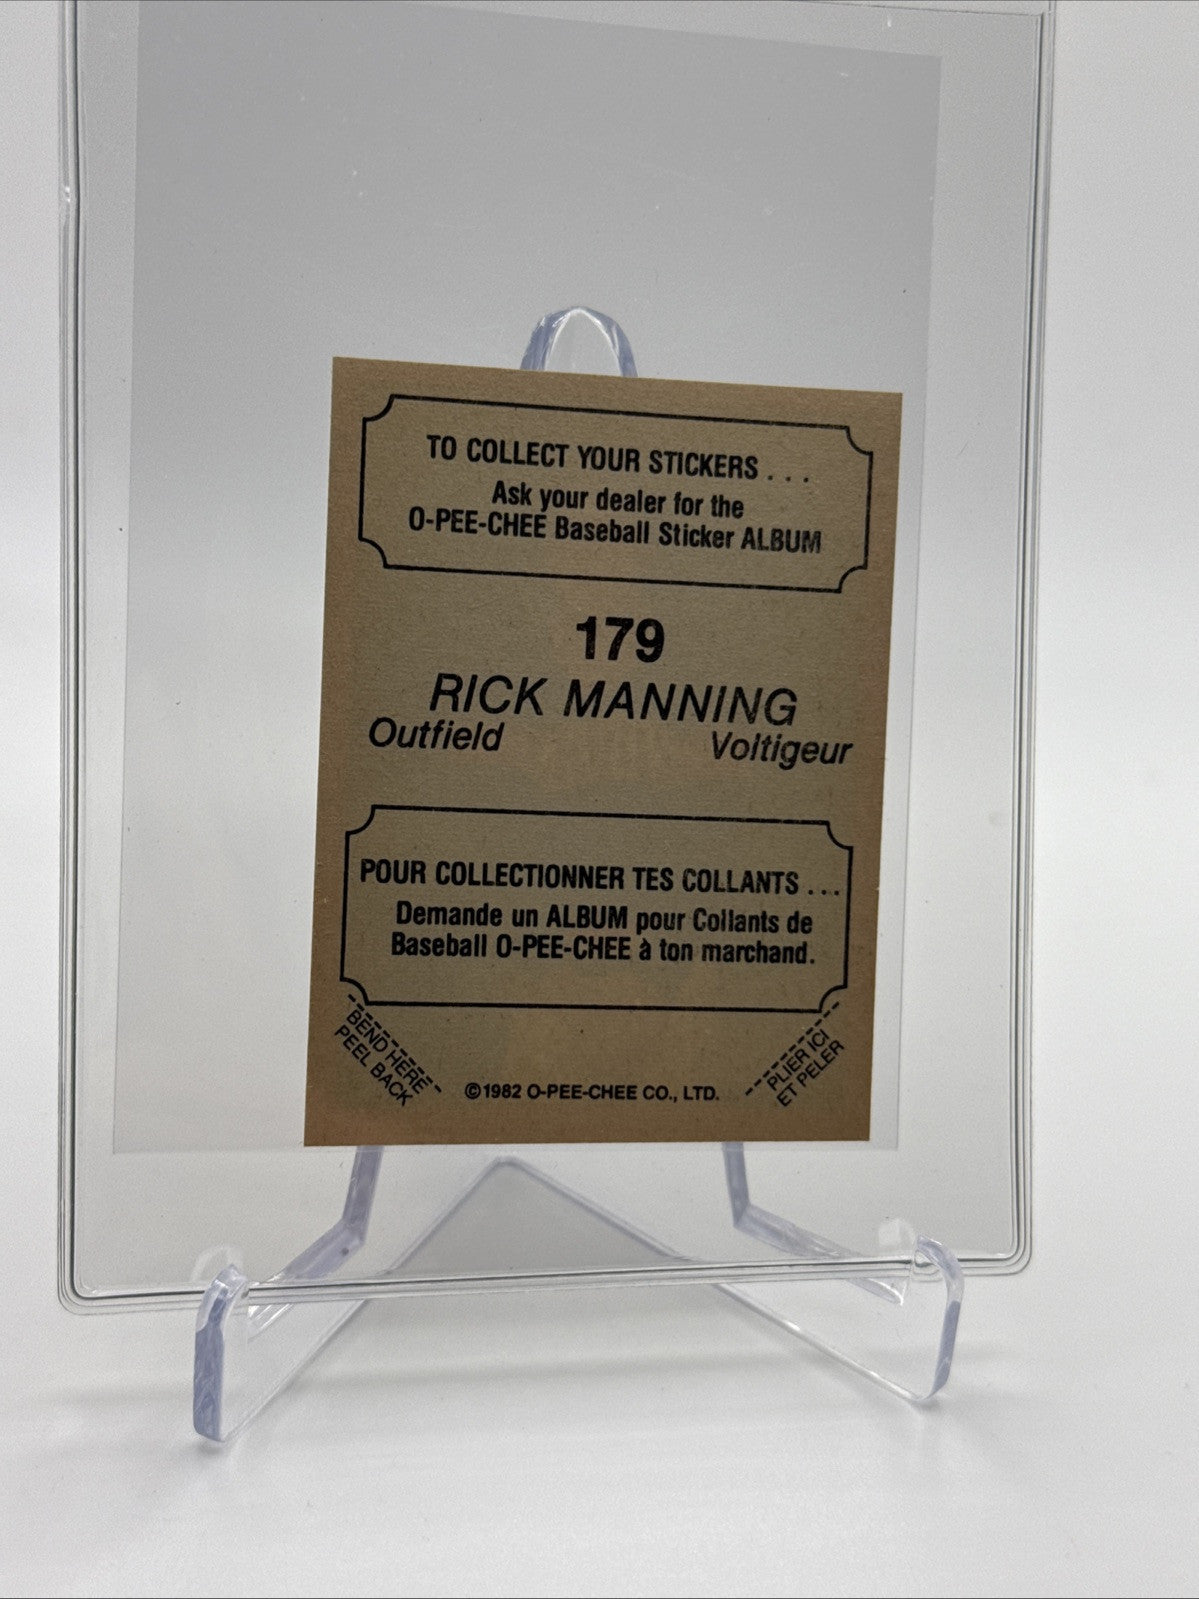 TO COLLECT YOUR STICKERS . . .
Ask your dealer for the
O-PEE-CHEE Baseball Sticker ALBUM
179
RICK MANNING
Outfield Voltigeur
POUR COLLECTIONNER TES COLLANTS . . .
Demande un ALBUM pour Collants de
Baseball O-PEE-CHEE à ton marchand.
BEND HERE
PEEL BACK
©1982 O-PEE-CHEE CO., LTD.
PLIER ICI
ET PELER